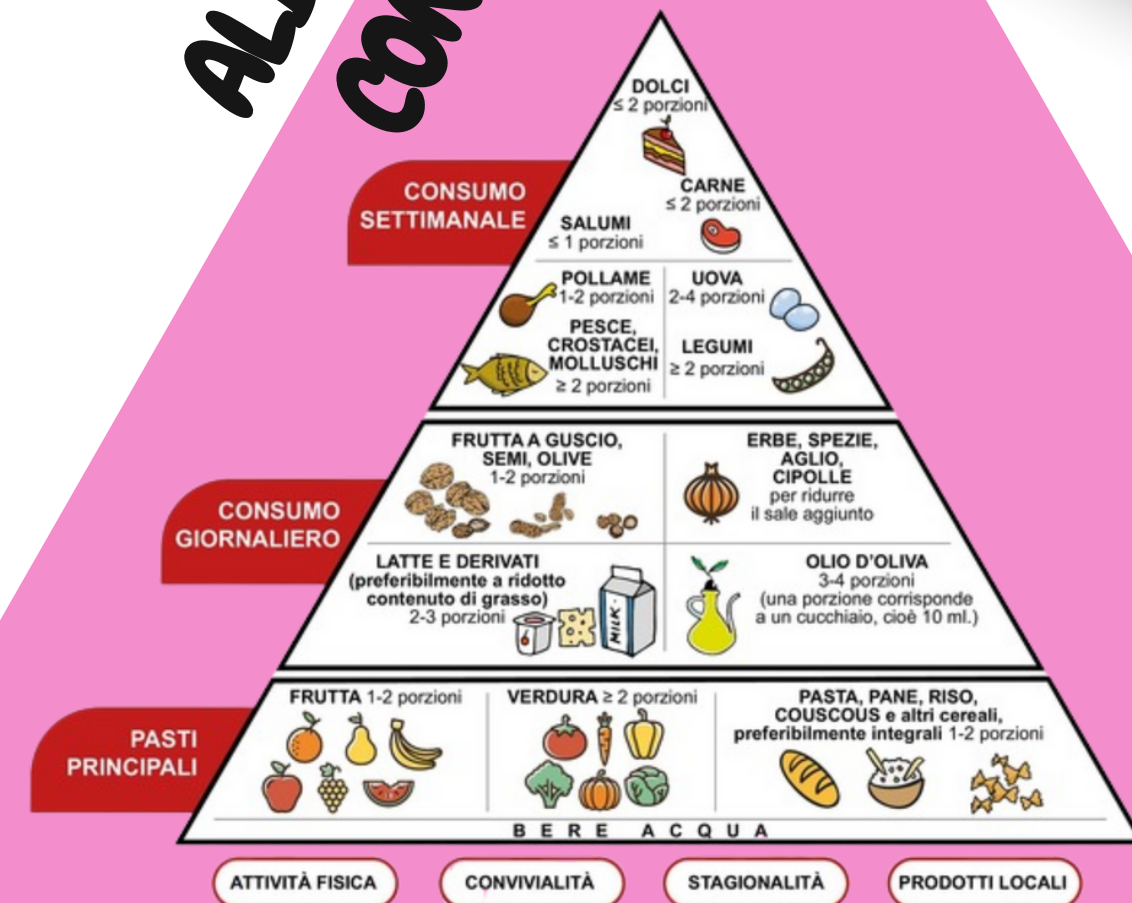 DOLCI
≤ 2 porzioni
CARNE
≤ 2 porzioni
SALUMI
≤ 1 porzioni
CONSUMO
SETTIMANALE
POLLAME
1-2 porzioni
UOVA
2-4 porzioni
PESCE,
CROSTACEI,
MOLLUSCHI
≥ 2 porzioni
LEGUMI
≥ 2 porzioni
CONSUMO
GIORNALIERO
FRUTTA A GUSCIO,
SEMI, OLIVE
1-2 porzioni
ERBE, SPEZIE,
AGLIO,
CIPOLLE
per ridurre
il sale aggiunto
LATTE E DERIVATI
(preferibilmente a ridotto
contenuto di grasso)
2-3 porzioni
MILK
OLIO D'OLIVA
3-4 porzioni
(una porzione corrisponde
a un cucchiaio, cioè 10 ml.)
PASTI
PRINCIPALI
FRUTTA 1-2 porzioni
VERDURA ≥ 2 porzioni
PASTA, PANE, RISO,
COUSCOUS e altri cereali,
preferibilmente integrali 1-2 porzioni
BERE ACQUA
ATTIVITÀ FISICA
CONVIVIALITÀ
STAGIONALITÀ
PRODOTTI LOCALI